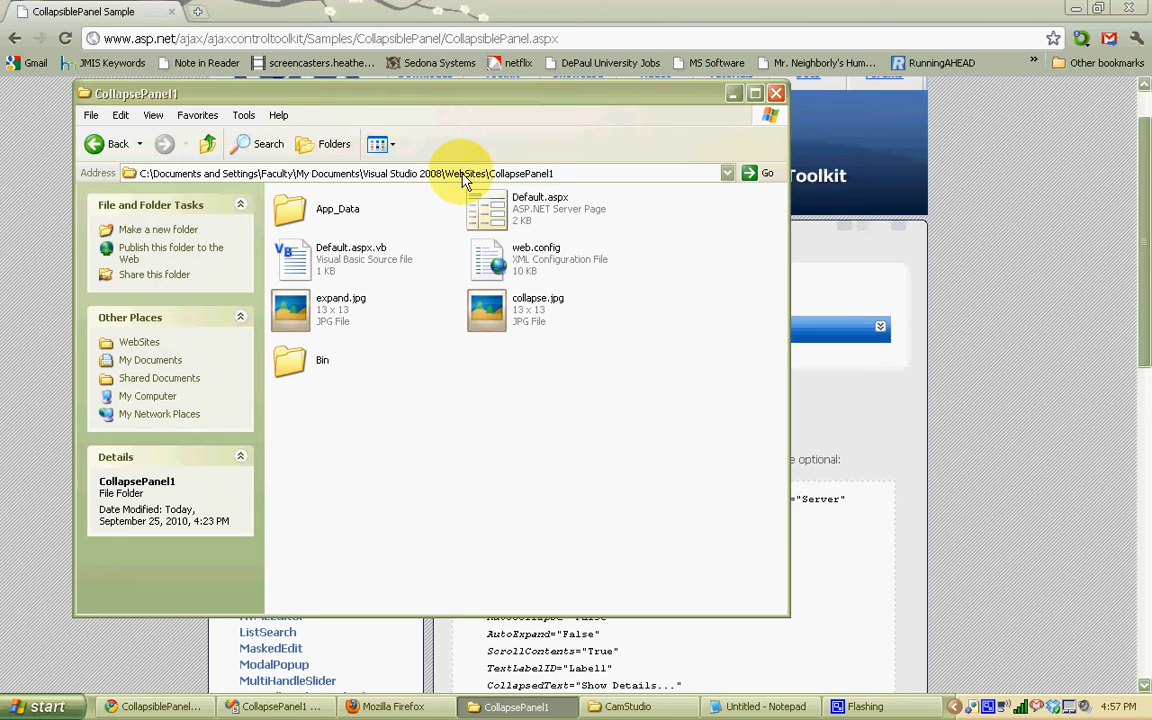 CollapsiblePanel Sample
www.asp.net/ajax/ajaxcontroltoolkit/Samples/CollapsiblePanel/CollapsiblePanel.aspx
Gmail JMIS Keywords Note in Reader screencasters.heathe... Sedona Systems netflix DePaul University Jobs MS Software Mr. Neighborly's Hum... RunningAHEAD » Other bookmarks
CollapsePanel1
File Edit View Favorites Tools Help
Back Search Folders
Address C:\Documents and Settings\Faculty\My Documents\Visual Studio 2008\WebSites\CollapsePanel1 Go
Toolkit
File and Folder Tasks
Make a new folder
Publish this folder to the
Web
Share this folder
Other Places
WebSites
My Documents
Shared Documents
My Computer
My Network Places
Details
CollapsePanel1
File Folder
Date Modified: Today,
September 25, 2010, 4:23 PM
App_Data
Default.aspx
ASP.NET Server Page
2 KB
Default.aspx.vb
Visual Basic Source file
1 KB
web.config
XML Configuration File
10 KB
expand.jpg
13 x 13
JPG File
collapse.jpg
13 x 13
JPG File
Bin
e optional:
="Server"
ListSearch
MaskedEdit
ModalPopup
MultiHandleSlider
AutoExpand="False"
ScrollContents="True"
TextLabelID="Label1"
CollapsedText="Show Details..."
start CollapsiblePanel... CollapsePanel1 ... Mozilla Firefox CollapsePanel1 CamStudio Untitled - Notepad Flashing 4:57 PM